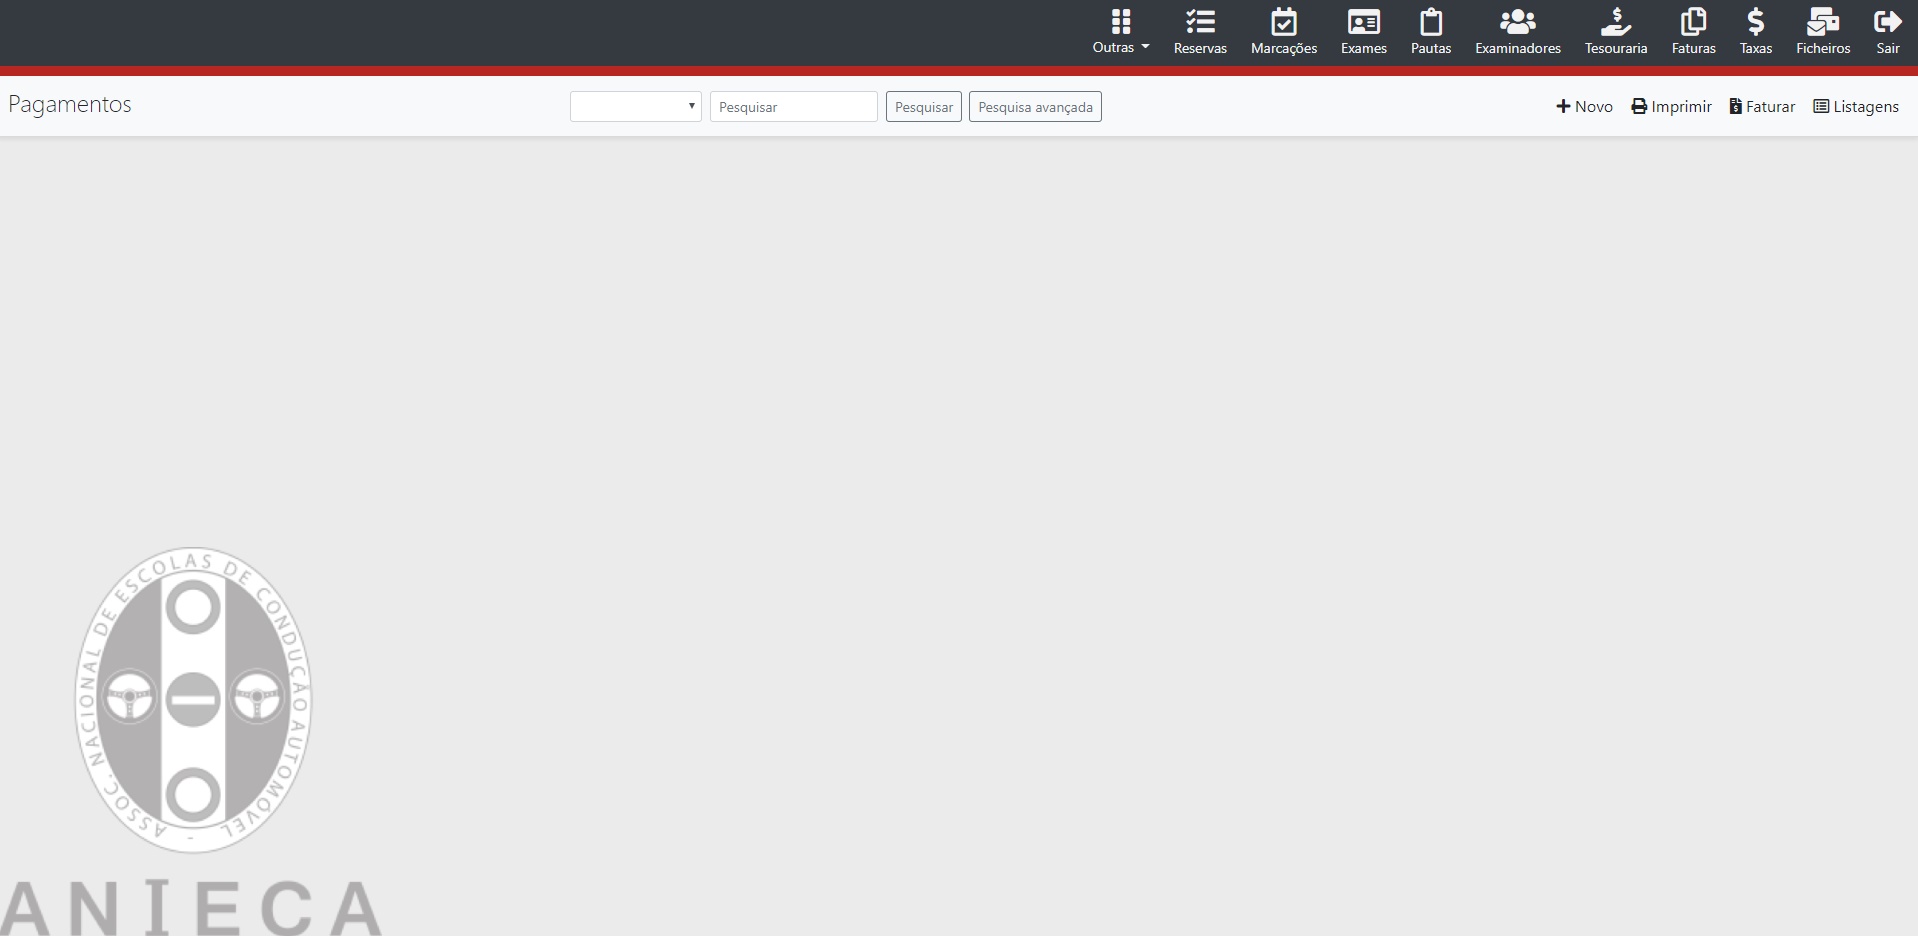 Outras Reservas Marcações Exames Pautas Examinadores Tesouraria Faturas Taxas Ficheiros Sair
Pagamentos Pesquisar Pesquisar Pesquisa avançada Novo Imprimir Faturar Listagens
ASSOC. NACIONAL DE ESCOLAS DE CONDUÇÃO AUTOMÓVEL -
ANIECA